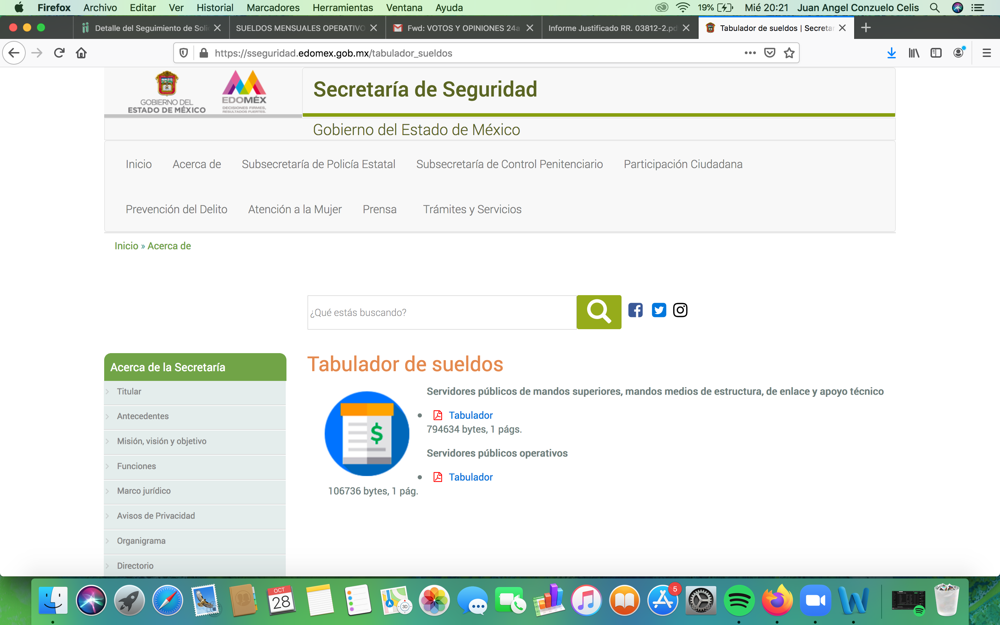 Firefox Archivo Editar Ver Historial Marcadores Herramientas Ventana Ayuda 19% Mié 20:21 Juan Angel Conzuelo Celis
Detalle del Seguimiento de Soli
SUELDOS MENSUALES OPERATIVO
Fwd: VOTOS Y OPINIONES 24a
Informe Justificado RR. 03812-2.pd
Tabulador de sueldos | Secretar
https://sseguridad.edomex.gob.mx/tabulador_sueldos
GOBIERNO DEL
ESTADO DE MÉXICO
EDOMÉX
DECISIONES FIRMES,
RESULTADOS FUERTES.
Secretaría de Seguridad
Gobierno del Estado de México
Inicio Acerca de Subsecretaría de Policía Estatal Subsecretaría de Control Penitenciario Participación Ciudadana
Prevención del Delito Atención a la Mujer Prensa Trámites y Servicios
Inicio » Acerca de
¿Qué estás buscando?
Acerca de la Secretaría
Titular
Antecedentes
Misión, visión y objetivo
Funciones
Marco jurídico
Avisos de Privacidad
Organigrama
Directorio
Tabulador de sueldos
Servidores públicos de mandos superiores, mandos medios de estructura, de enlace y apoyo técnico
Tabulador
794634 bytes, 1 págs.
Servidores públicos operativos
Tabulador
106736 bytes, 1 pág.
OCT
28
3D
NUMBERS
5